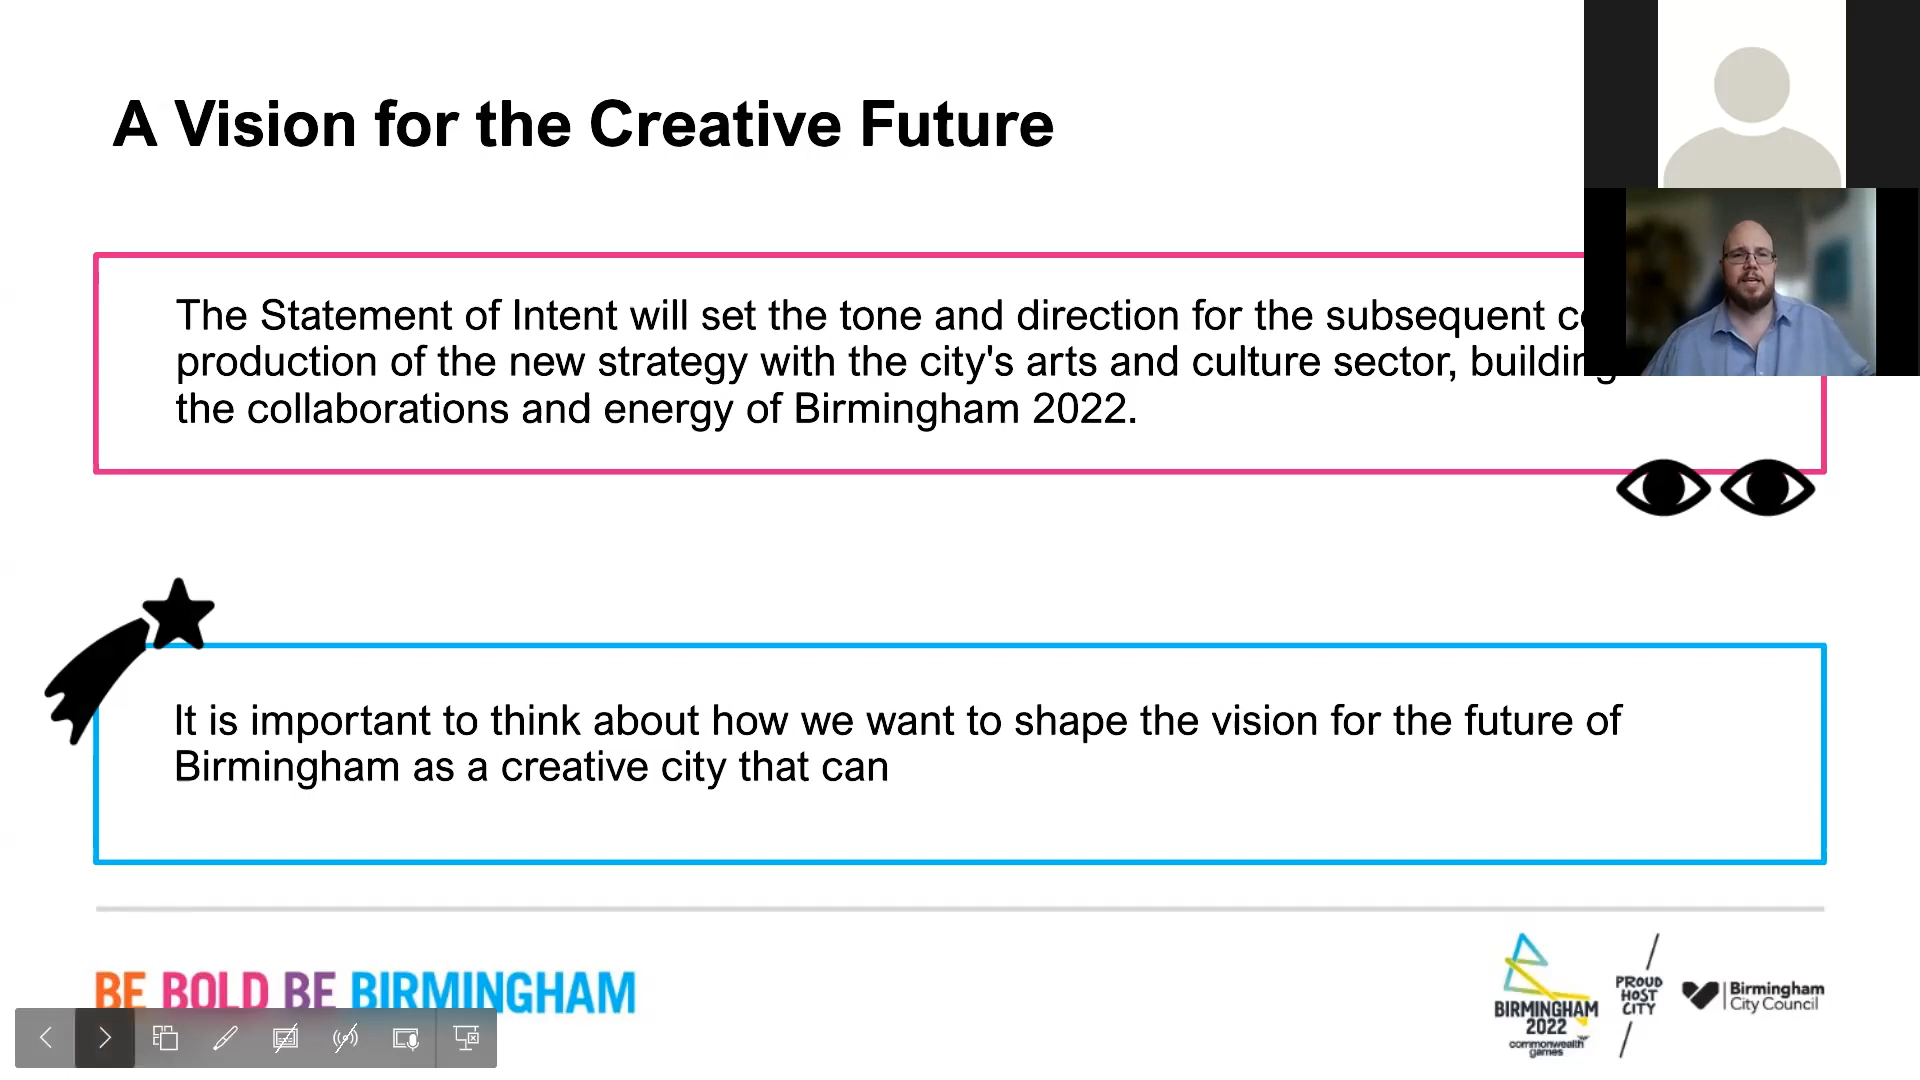 A Vision for the Creative Future
The Statement of Intent will set the tone and direction for the subsequent
production of the new strategy with the city's arts and culture sector, building
the collaborations and energy of Birmingham 2022.
It is important to think about how we want to shape the vision for the future of
Birmingham as a creative city that can
BE BOLD BE BIRMINGHAM
BIRMINGHAM
2022
commonwealth
games
PROUD
HOST
CITY
Birmingham
City Council